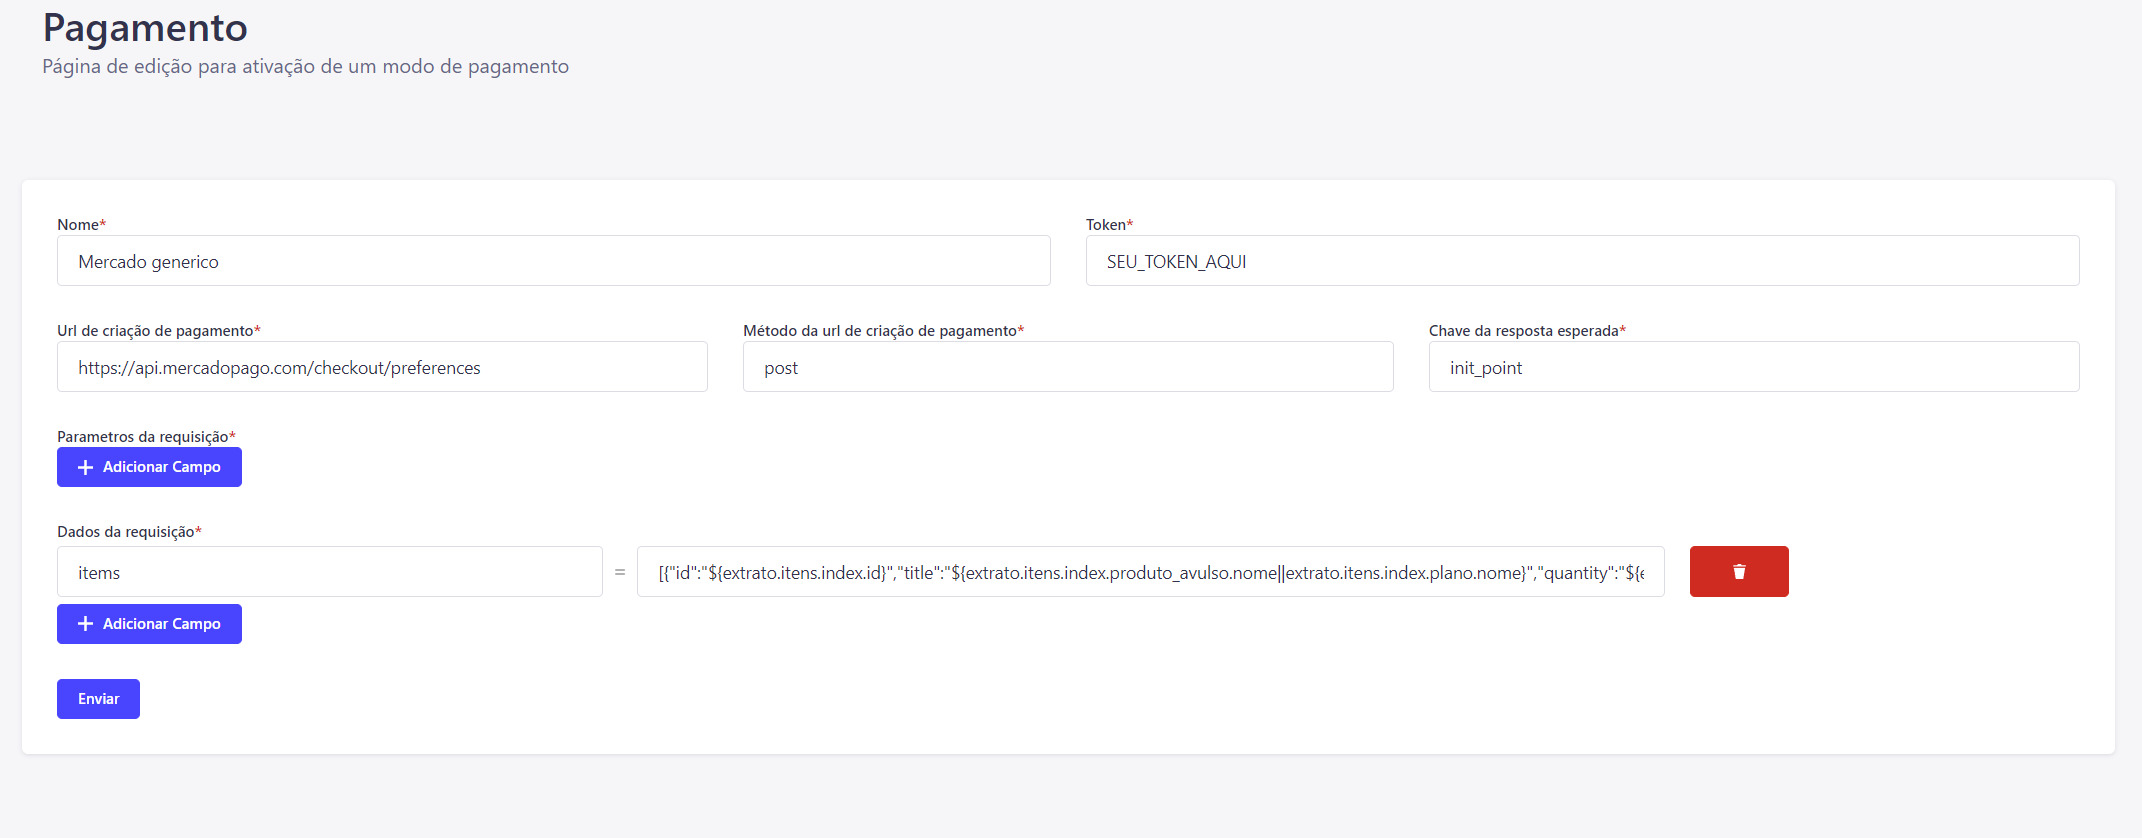 Pagamento
Página de edição para ativação de um modo de pagamento
Nome* Token*
Mercado generico SEU_TOKEN_AQUI
Url de criação de pagamento* Método da url de criação de pagamento* Chave da resposta esperada*
https://api.mercadopago.com/checkout/preferences post init_point
Parametros da requisição*
Adicionar Campo
Dados da requisição*
items = [{"id":"${extrato.itens.index.id}","title":"${extrato.itens.index.produto_avulso.nome||extrato.itens.index.plano.nome}","quantity":"${e
Adicionar Campo
Enviar